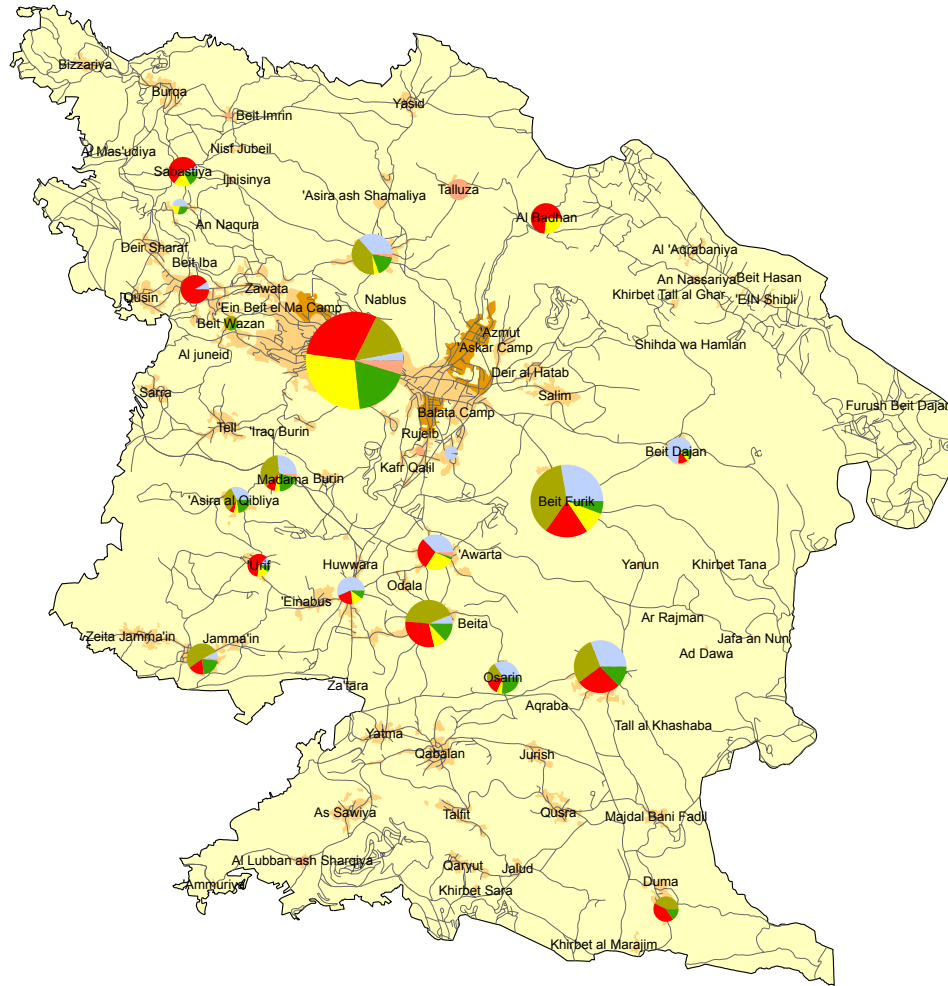 Bizzariya
Burqa
Beit Imrin
Yasid
Al Mas'udiya
Nisf Jubeil
Sabastiya
Ijnisinya
Talluza
'Asira ash Shamaliya
Al Badhan
An Naqura
Deir Sharaf
Al 'Aqrabaniya
Beit Iba
An Nassariya
Beit Hasan
Zawata
Qusin
Khirbet Tall al Ghar
'EIN Shibli
Nablus
'Ein Beit el Ma Camp
Beit Wazan
'Azmut
'Askar Camp
Shihda wa Hamlan
Al juneid
Deir al Hatab
Sarra
Salim
Furush Beit Dajan
Balata Camp
Tell
'Iraq Burin
Rujeib
Beit Dajan
Kafr Qalil
Madama
Burin
'Asira al Qibliya
Beit Furik
'Awarta
'Urif
Huwwara
Yanun
Khirbet Tana
Odala
'Einabus
Ar Rajman
Beita
Zeita Jamma'in
Jamma'in
Jafa an Nun
Ad Dawa
Osarin
Za'tara
Aqraba
Tall al Khashaba
Yatma
Qabalan
Jurish
As Sawiya
Talfit
Qusra
Majdal Bani Fadil
Al Lubban ash Sharqiya
Qaryut
Jalud
'Ammuriya
Khirbet Sara
Duma
Khirbet al Marajim